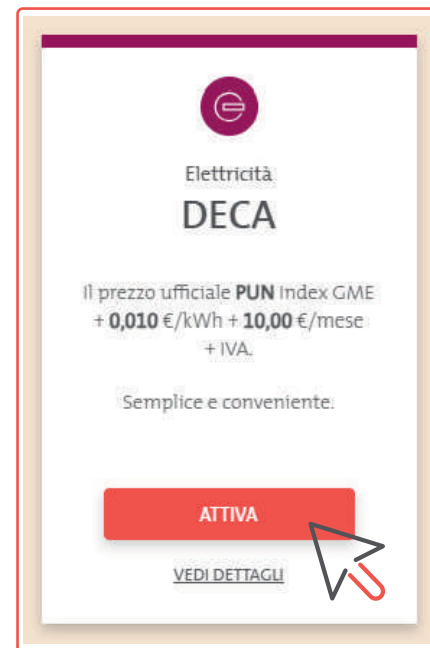 Elettricità
DECA
Il prezzo ufficiale PUN Index GME
+ 0,010 €/kWh + 10,00 €/mese
+ IVA.
Semplice e conveniente.
ATTIVA
VEDI DETTAGLI